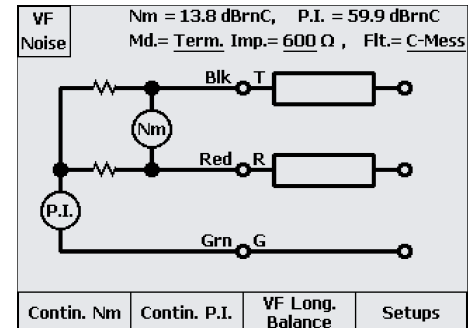 VF Noise
Nm = 13.8 dBrnC, P.I. = 59.9 dBrnC
Md.= Term. Imp.= 600 Ω , Flt.= C-Mess
Blk T
Nm
Red R
P.I.
Grn G
Contin. Nm
Contin. P.I.
VF Long. Balance
Setups